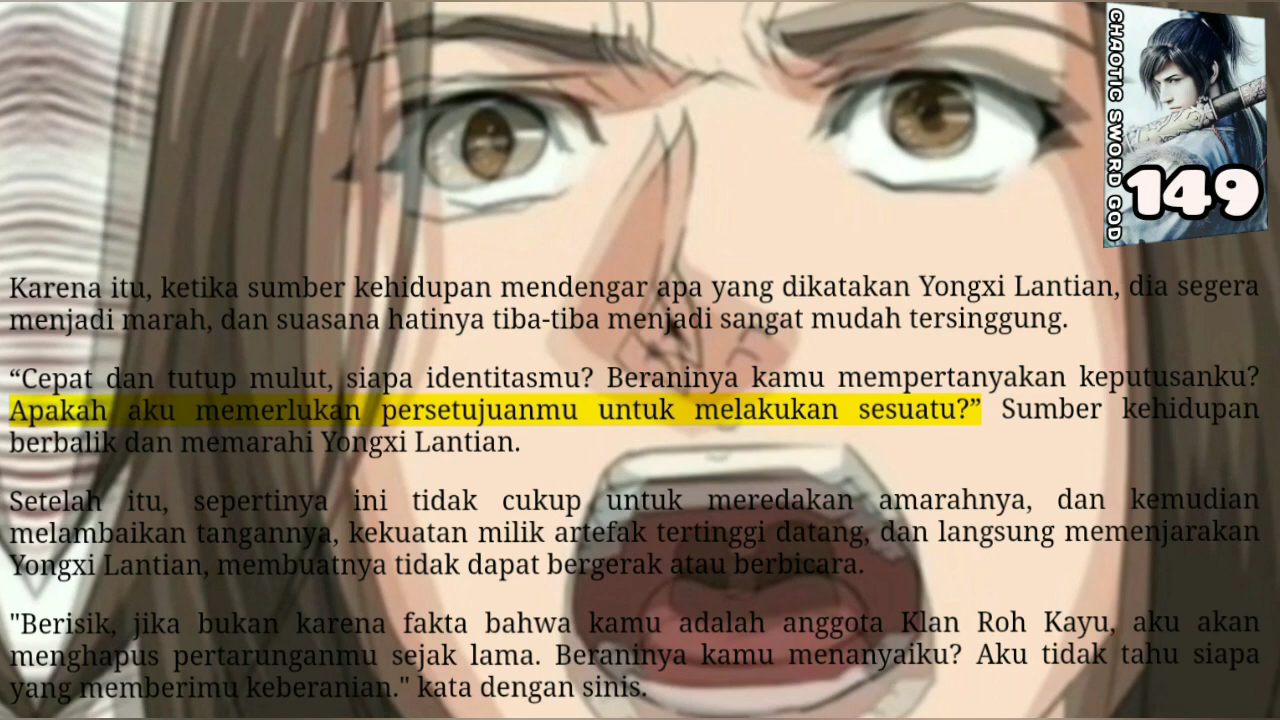 CHAOTIC SWORD GOD
149
Karena itu, ketika sumber kehidupan mendengar apa yang dikatakan Yongxi Lantian, dia segera
menjadi marah, dan suasana hatinya tiba-tiba menjadi sangat mudah tersinggung.
“Cepat dan tutup mulut, siapa identitasmu? Beraninya kamu mempertanyakan keputusanku?
Apakah aku memerlukan persetujuanmu untuk melakukan sesuatu?” Sumber kehidupan
berbalik dan memarahi Yongxi Lantian.
Setelah itu, sepertinya ini tidak cukup untuk meredakan amarahnya, dan kemudian
melambaikan tangannya, kekuatan milik artefak tertinggi datang, dan langsung memenjarakan
Yongxi Lantian, membuatnya tidak dapat bergerak atau berbicara.
"Berisik, jika bukan karena fakta bahwa kamu adalah anggota Klan Roh Kayu, aku akan
menghapus pertarunganmu sejak lama. Beraninya kamu menanyaiku? Aku tidak tahu siapa
yang memberimu keberanian." kata dengan sinis.